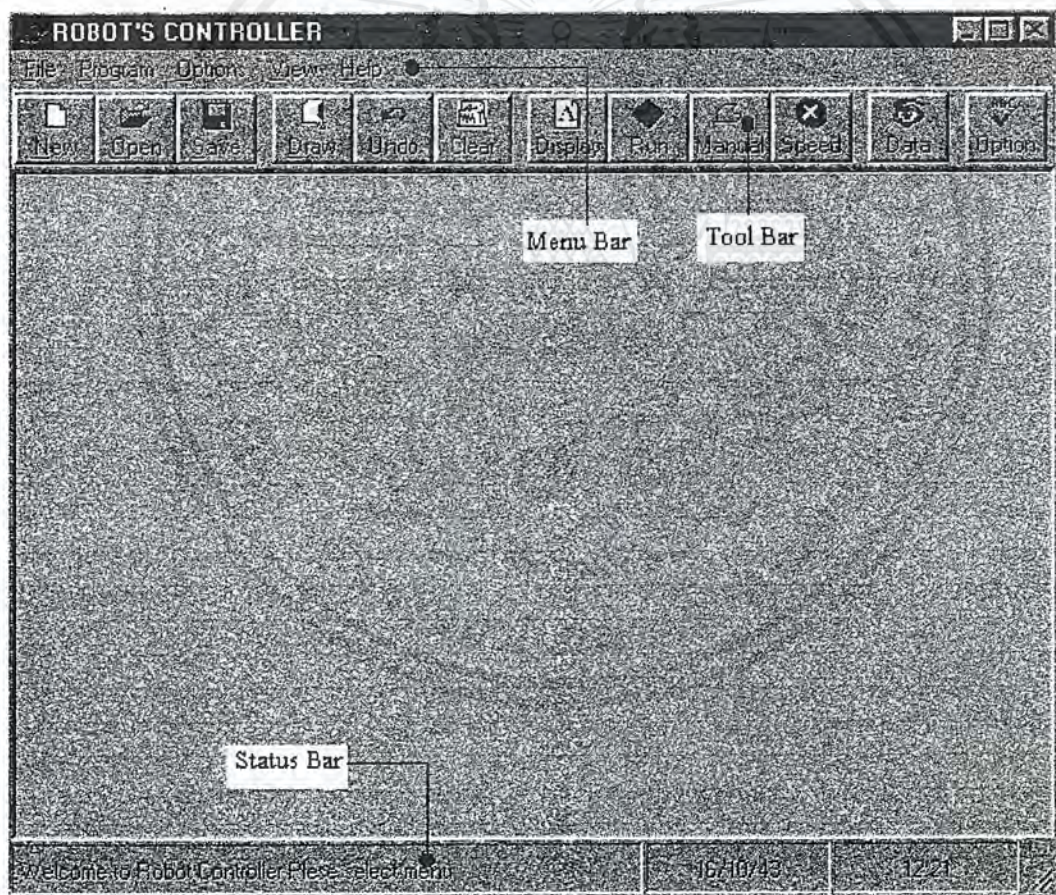 ROBOT'S CONTROLLER
File Program Options View Help
New Open Save Draw Undo Clear Display Run Manual Speed Data Option
Menu Bar Tool Bar
Status Bar
Welcome to Robot Controller Plese select menu 16/10/43 12:21